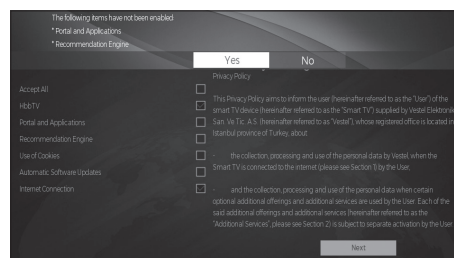 The following items have not been enabled.
* Portal and Applications
* Recommendation Engine
Yes
No
Privacy Policy
Accept All
HbbTV
Portal and Applications
Recommendation Engine
Use of Cookies
Automatic Software Updates
Internet Connection
This Privacy Policy aims to inform the user (hereinafter referred to as the "User") of the
smart TV device (hereinafter referred to as the "Smart TV") supplied by Vestel Elektronik
San. Ve Tic. A.S. (hereinafter referred to as "Vestel"), whose registered office is located in
Istanbul province of Turkey, about
- the collection, processing and use of the personal data by Vestel, when the
Smart TV is connected to the internet (please see Section 1) by the User.
- and the collection, processing and use of the personal data when certain
optional additional offerings and additional services are used by the User. Each of the
said additional offerings and additional services (hereinafter referred to as the
"Additional Services", please see Section 2) is subject to separate activation by the User
Next